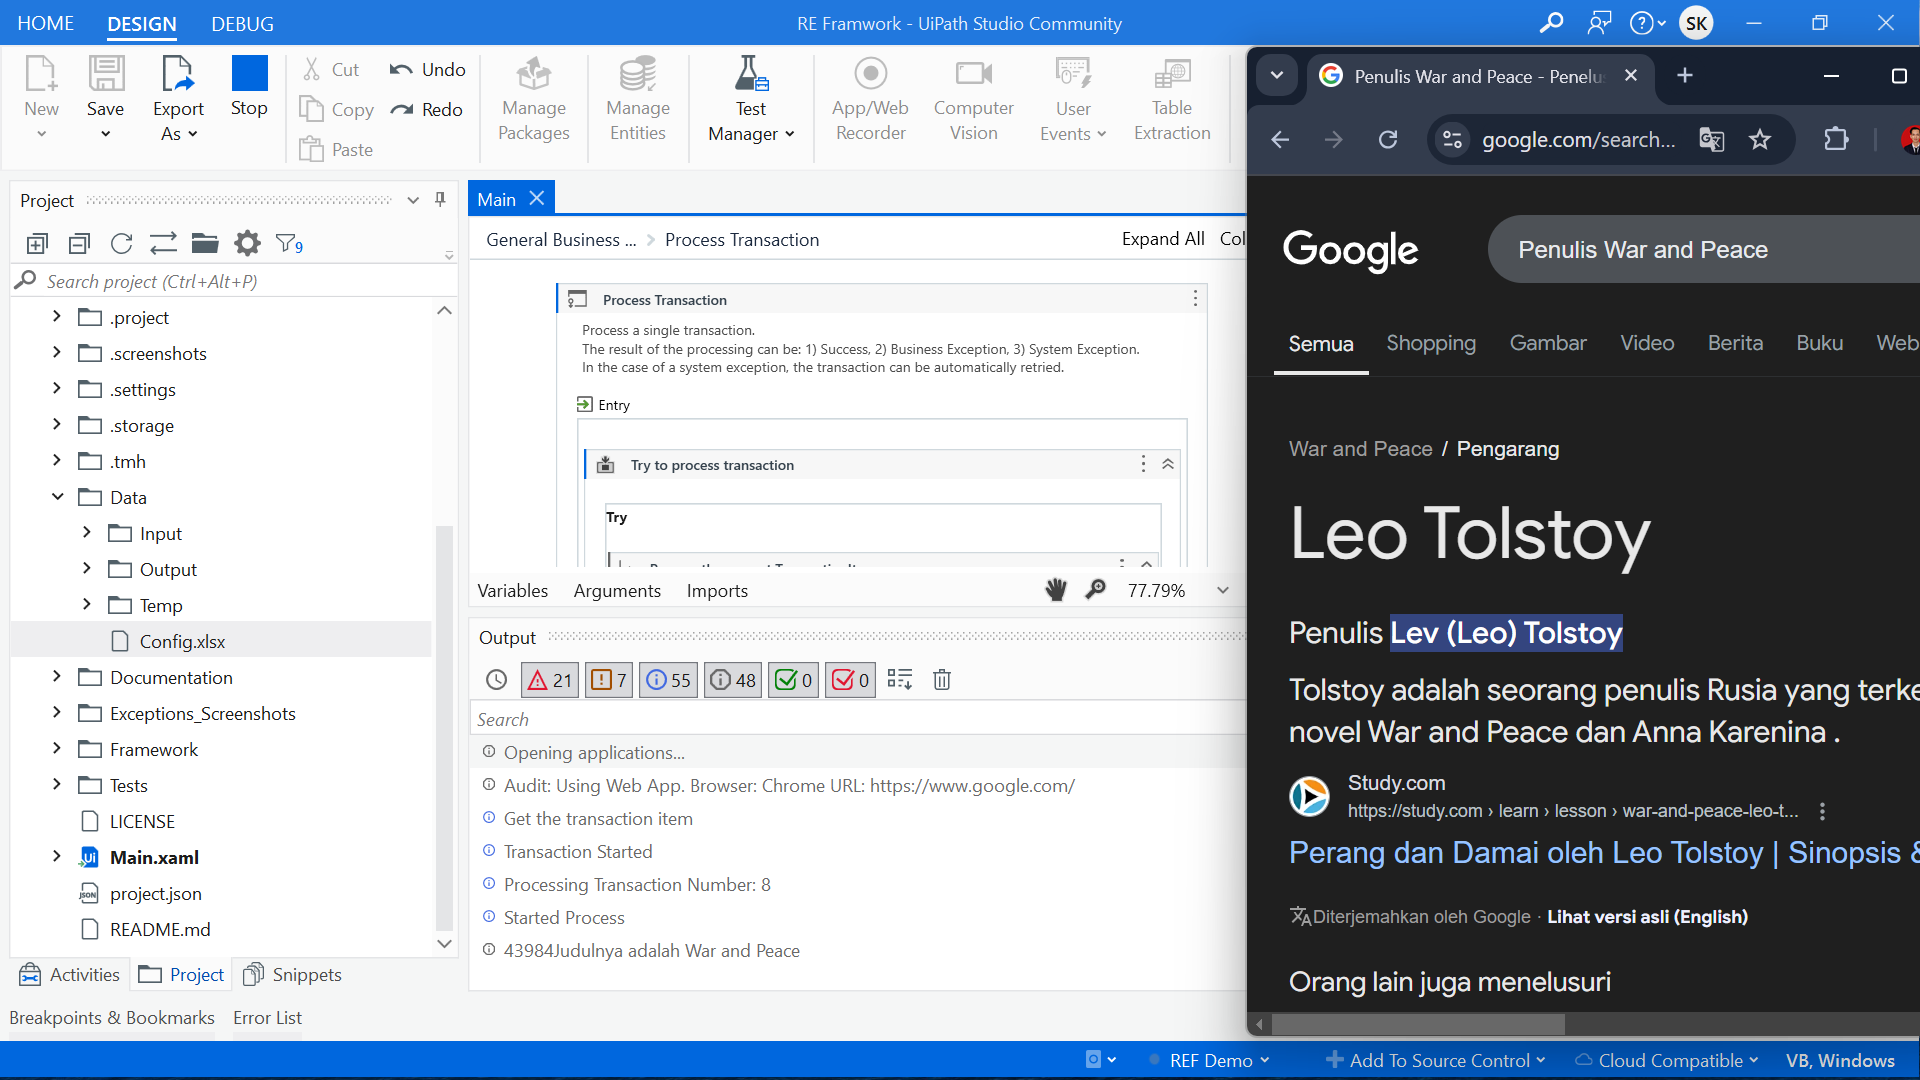 HOME DESIGN DEBUG
RE Framwork - UiPath Studio Community
SK
New
Save
Export As
Stop
Cut
Copy
Paste
Undo
Redo
Manage Packages
Manage Entities
Test Manager
App/Web Recorder
Computer Vision
User Events
Table Extraction
Project
9
Search project (Ctrl+Alt+P)
.project
.screenshots
.settings
.storage
.tmh
Data
Input
Output
Temp
Config.xlsx
Documentation
Exceptions_Screenshots
Framework
Tests
LICENSE
Main.xaml
project.json
README.md
Activities Project Snippets
Breakpoints & Bookmarks Error List
Main
General Business ... Process Transaction
Expand All Col
Process Transaction
Process a single transaction.
The result of the processing can be: 1) Success, 2) Business Exception, 3) System Exception.
In the case of a system exception, the transaction can be automatically retried.
Entry
Try to process transaction
Try
Variables Arguments Imports
77.79%
Output
21 7 55 48 0 0
Search
Opening applications...
Audit: Using Web App. Browser: Chrome URL: https://www.google.com/
Get the transaction item
Transaction Started
Processing Transaction Number: 8
Started Process
43984Judulnya adalah War and Peace
REF Demo
Add To Source Control
Cloud Compatible
VB, Windows
Penulis War and Peace - Penelus
google.com/search...
Google
Penulis War and Peace
Semua Shopping Gambar Video Berita Buku Web
War and Peace / Pengarang
Leo Tolstoy
Penulis Lev (Leo) Tolstoy
Tolstoy adalah seorang penulis Rusia yang terke
novel War and Peace dan Anna Karenina .
Study.com
https://study.com › learn › lesson › war-and-peace-leo-t...
Perang dan Damai oleh Leo Tolstoy | Sinopsis &
Diterjemahkan oleh Google · Lihat versi asli (English)
Orang lain juga menelusuri